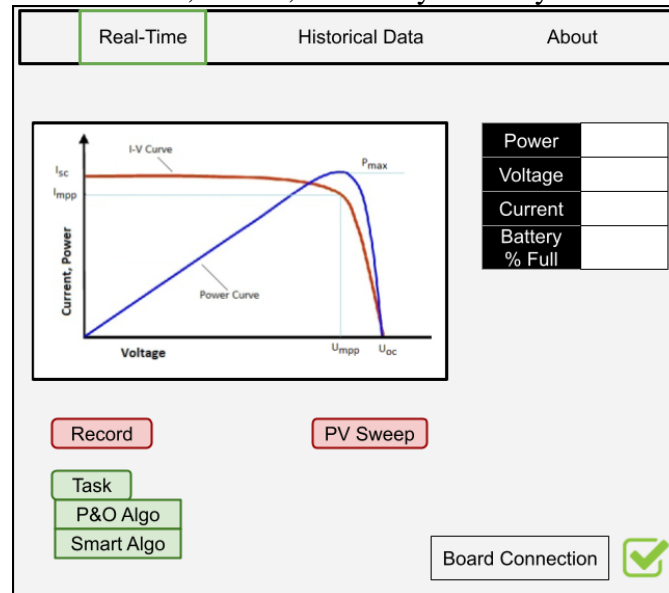 Real-Time
Historical Data
About
I-V Curve
Isc
Pmax
Impp
Current, Power
Power Curve
Voltage
Umpp
Uoc
Power
Voltage
Current
Battery
% Full
Record
PV Sweep
Task
P&O Algo
Smart Algo
Board Connection